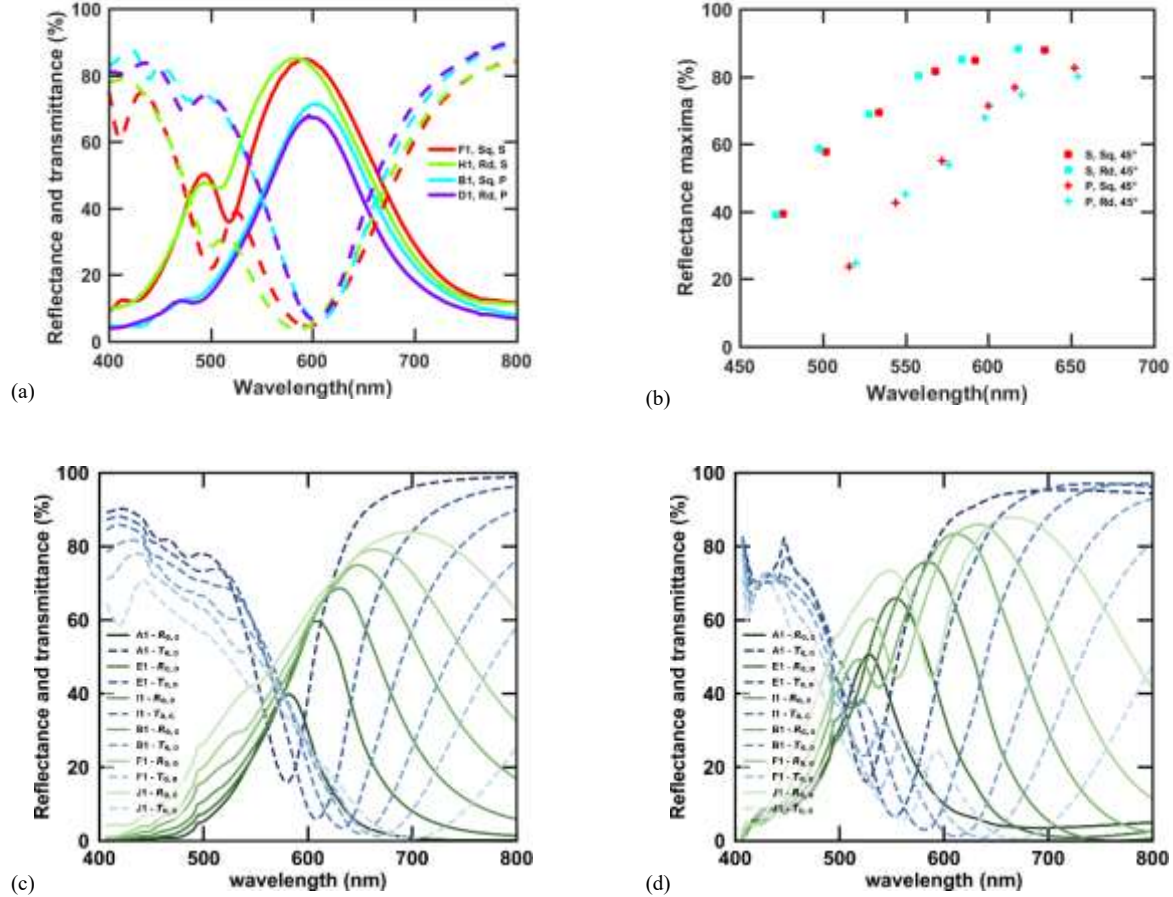 Reflectance and transmittance (%)
100
80
60
40
20
0
F1, Sq, S
H1, Rd, S
B1, Sq, P
D1, Rd, P
400 500 600 700 800
Wavelength(nm)
(a)
Reflectance maxima (%)
100
80
60
40
20
0
S, Sq, 45°
S, Rd, 45°
P, Sq, 45°
P, Rd, 45°
450 500 550 600 650 700
Wavelength(nm)
(b)
Reflectance and transmittance (%)
100
80
60
40
20
0
A1 -
A1 -
E1 -
E1 -
I1 -
I1 -
B1 -
B1 -
F1 -
F1 -
J1 -
J1 -
400 500 600 700 800
wavelength (nm)
(c)
Reflectance and transmittance (%)
100
80
60
40
20
0
A1 -
A1 -
E1 -
E1 -
I1 -
I1 -
B1 -
B1 -
F1 -
F1 -
J1 -
J1 -
400 500 600 700 800
wavelength (nm)
(d)